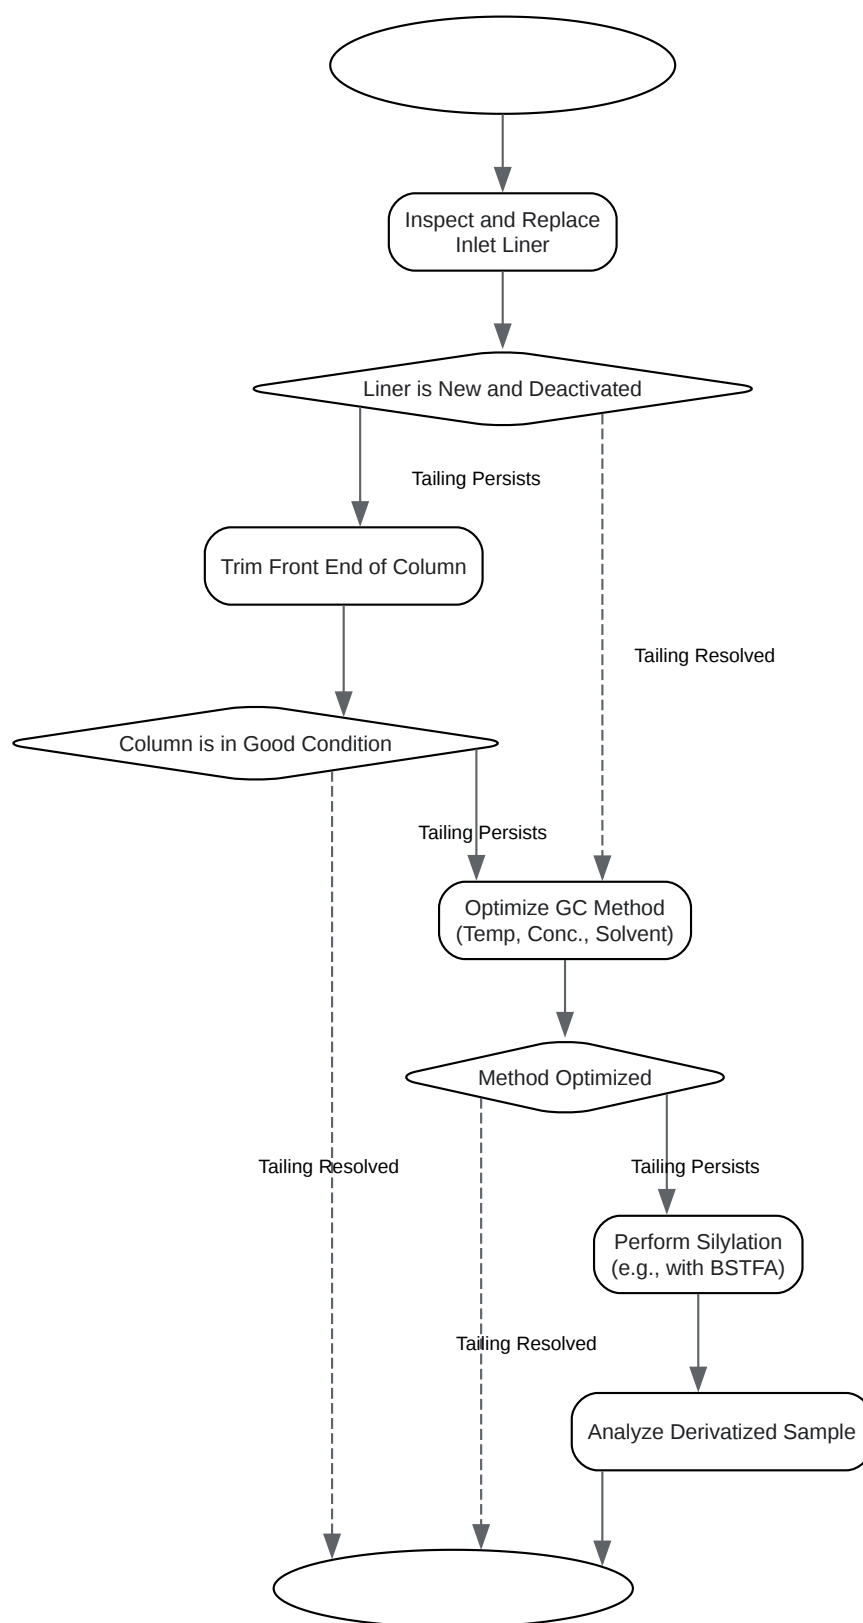 Inspect and Replace
Inlet Liner
Liner is New and Deactivated
Tailing Persists
Trim Front End of Column
Tailing Resolved
Column is in Good Condition
Tailing Persists
Optimize GC Method
(Temp, Conc., Solvent)
Method Optimized
Tailing Resolved
Tailing Persists
Perform Silylation
(e.g., with BSTFA)
Tailing Resolved
Analyze Derivatized Sample